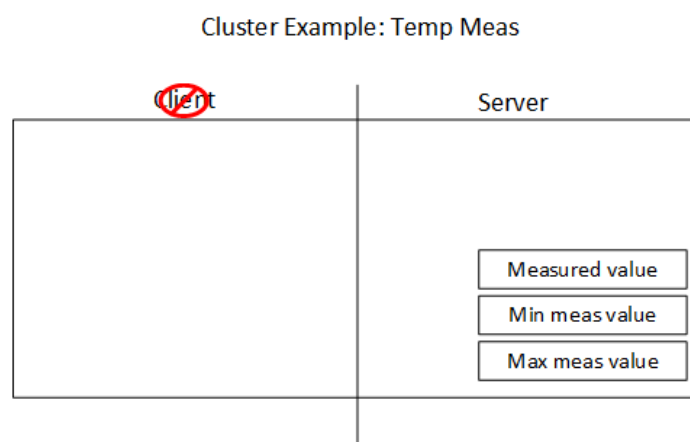 Cluster Example: Temp Meas
Client
Server
Measured value
Min meas value
Max meas value